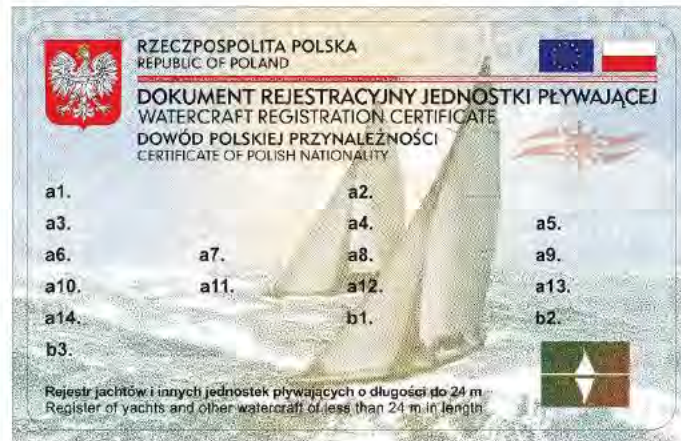 RZECZPOSPOLITA POLSKA
REPUBLIC OF POLAND
DOKUMENT REJESTRACYJNY JEDNOSTKI PŁYWAJĄCEJ
WATERCRAFT REGISTRATION CERTIFICATE
DOWÓD POLSKIEJ PRZYNALEŻNOŚCI
CERTIFICATE OF POLISH NATIONALITY
a1. a2.
a3. a4. a5.
a6. a7. a8. a9.
a10. a11. a12. a13.
a14. b1. b2.
b3.
Rejestr jachtów i innych jednostek pływających o długości do 24 m
Register of yachts and other watercraft of less than 24 m in length